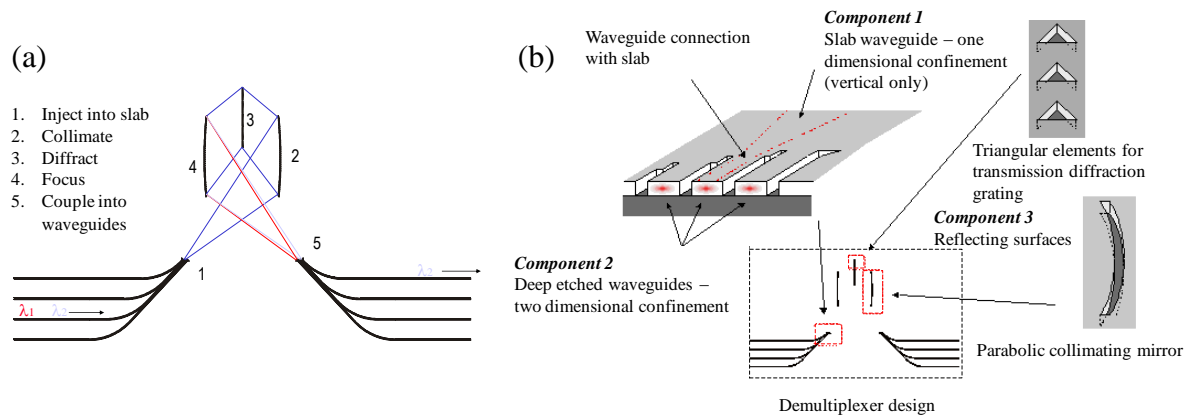 (a)
1. Inject into slab
2. Collimate
3. Diffract
4. Focus
5. Couple into
waveguides
3
4
2
5
1
λ2
λ1 λ2
(b)
Waveguide connection
with slab
Component 1
Slab waveguide – one
dimensional confinement
(vertical only)
Triangular elements for
transmission diffraction
grating
Component 3
Reflecting surfaces
Component 2
Deep etched waveguides –
two dimensional confinement
Parabolic collimating mirror
Demultiplexer design